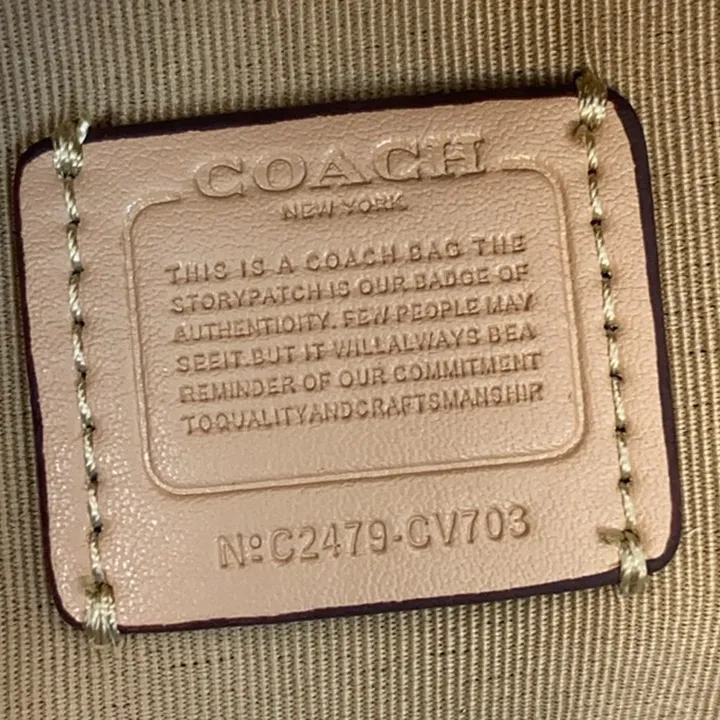 COACH
NEW YORK
THIS IS A COACH BAG THE
STORYPATCH IS OUR BADGE OF
AUTHENTICITY. FEW PEOPLE MAY
SEEIT.BUT IT WILLALWAYS BEA
REMINDER OF OUR COMMITMENT
TOQUALITYANDCRAFTSMANSHIP
NºC2479-CV703